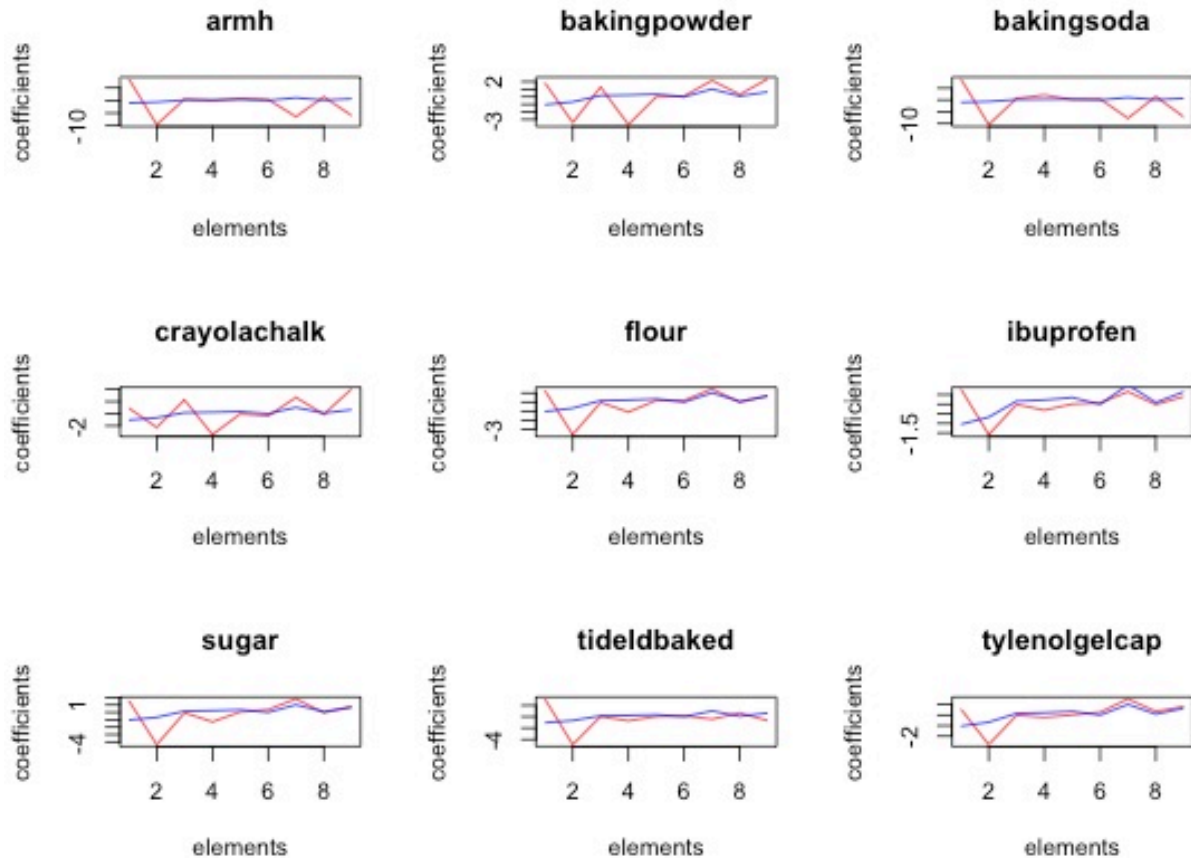 armh bakingpowder bakingsoda
coefficients -10
coefficients -3 2
coefficients -10
2 4 6 8
2 4 6 8
2 4 6 8
elements elements elements
crayolachalk flour ibuprofen
coefficients -2
coefficients -3
coefficients -1.5
2 4 6 8
2 4 6 8
2 4 6 8
elements elements elements
sugar tideldbaked tylenolgelcap
coefficients -4 1
coefficients -4
coefficients -2
2 4 6 8
2 4 6 8
2 4 6 8
elements elements elements